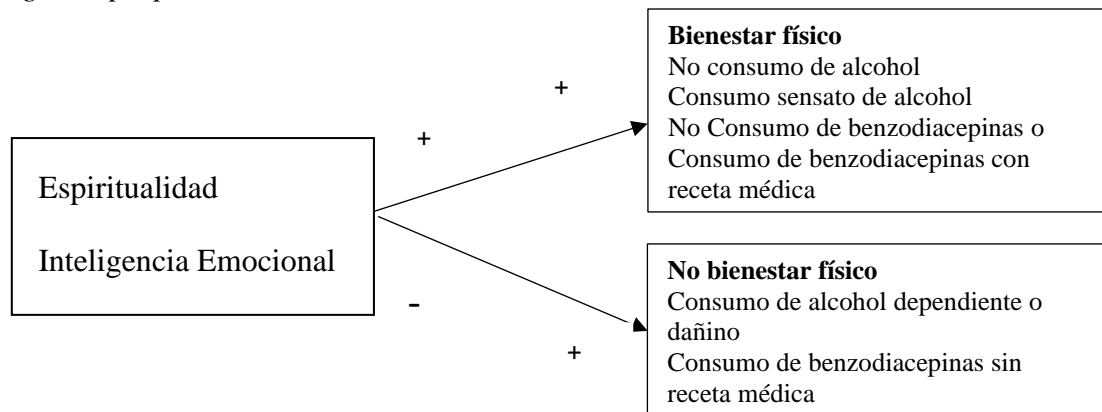 Bienestar físico
No consumo de alcohol
Consumo sensato de alcohol
No Consumo de benzodiacepinas o
Consumo de benzodiacepinas con
receta médica
+
+
Espiritualidad
Inteligencia Emocional
-
+
No bienestar físico
Consumo de alcohol dependiente o
dañino
Consumo de benzodiacepinas sin
receta médica